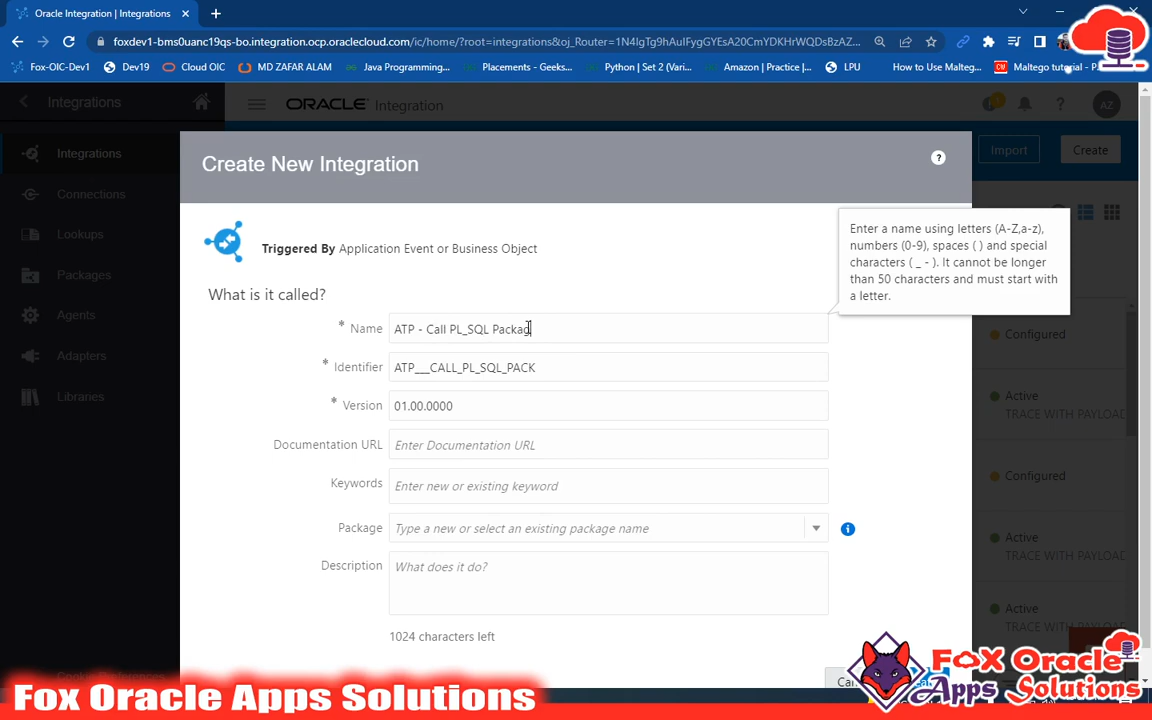 Oracle Integration | Integrations
foxdev1-bms0uanc19qs-bo.integration.ocp.oraclecloud.com/ic/home/?root=integrations&oj_Router=1N4IgTg9hAuIFygGYEsA20CmYDKHrWQDsBzAZ...
Fox-OIC-Dev1
Dev19
Cloud OIC
MD ZAFAR ALAM
Java Programming...
Placements - Geeks...
Python | Set 2 (Vari...
Amazon | Practice |...
LPU
How to Use Malteg...
Maltego tutorial - P...
Integrations
ORACLE Integration
AZ
Integrations
Connections
Lookups
Packages
Agents
Adapters
Libraries
Import
Create
Create New Integration
?
Triggered By Application Event or Business Object
Enter a name using letters (A-Z,a-z), numbers (0-9), spaces ( ) and special characters ( _ - ). It cannot be longer than 50 characters and must start with a letter.
What is it called?
* Name ATP - Call PL_SQL Packag
* Identifier ATP___CALL_PL_SQL_PACK
* Version 01.00.0000
Documentation URL Enter Documentation URL
Keywords Enter new or existing keyword
Package Type a new or select an existing package name
Description What does it do?
1024 characters left
Configured
Active
TRACE WITH PAYLOAD
Configured
Active
TRACE WITH PAYLOAD
Active
TRACE WITH PAYLOAD
Fox Oracle Apps Solutions
FOX Oracle
Apps Solutions